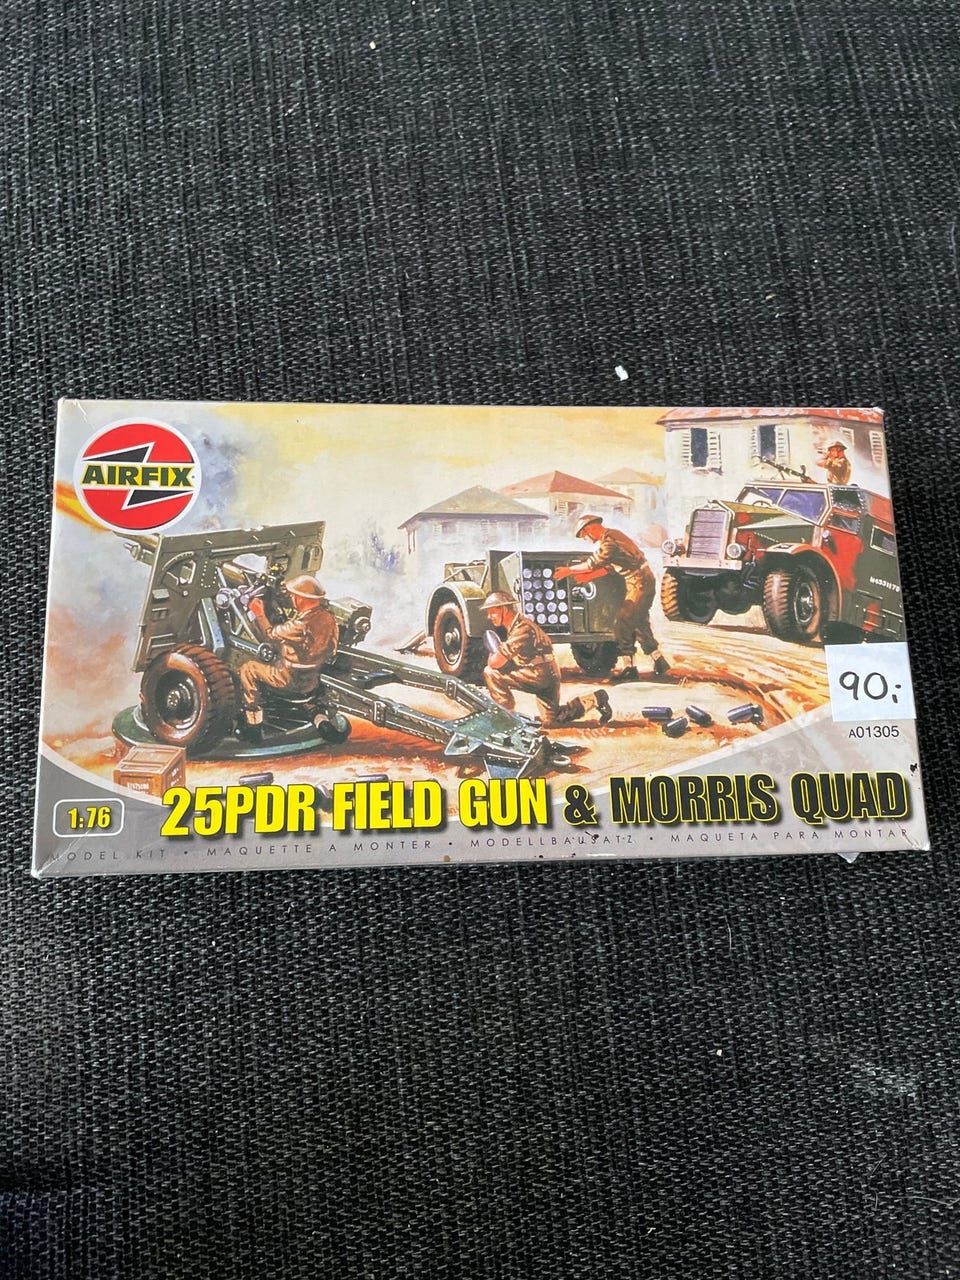 AIRFIX
90,-
A01305
1:76
25PDR FIELD GUN & MORRIS QUAD
MODEL KIT • MAQUETTE A MONTER • MODELLBAUSATZ • MAQUETA PARA MONTAR